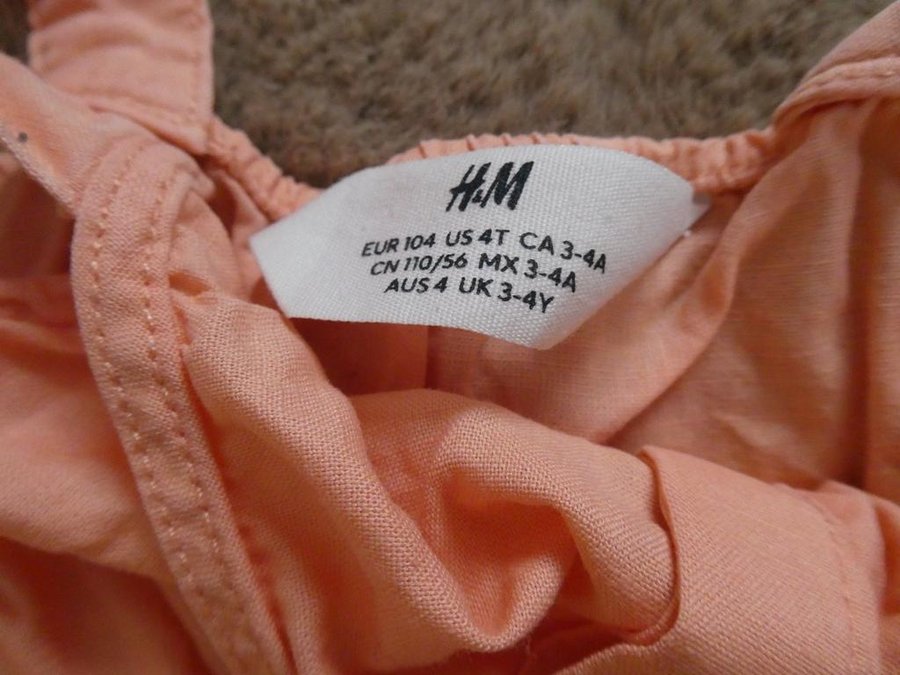 H&M
EUR 104 US 4T CA 3-4A
CN 110/56 MX 3-4A
AUS 4 UK 3-4Y